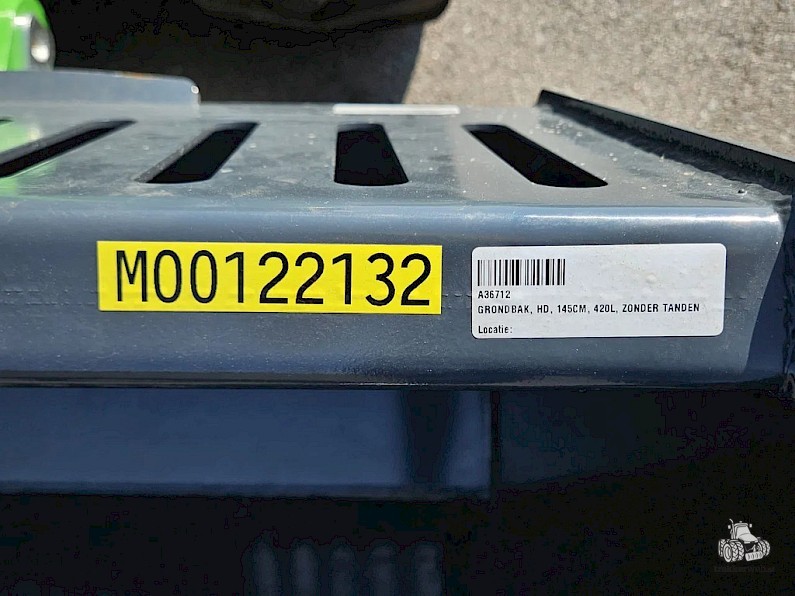 M00122132
A36712
GRONDBAK, HD, 145CM, 420L, ZONDER TANDEN
Locatie: